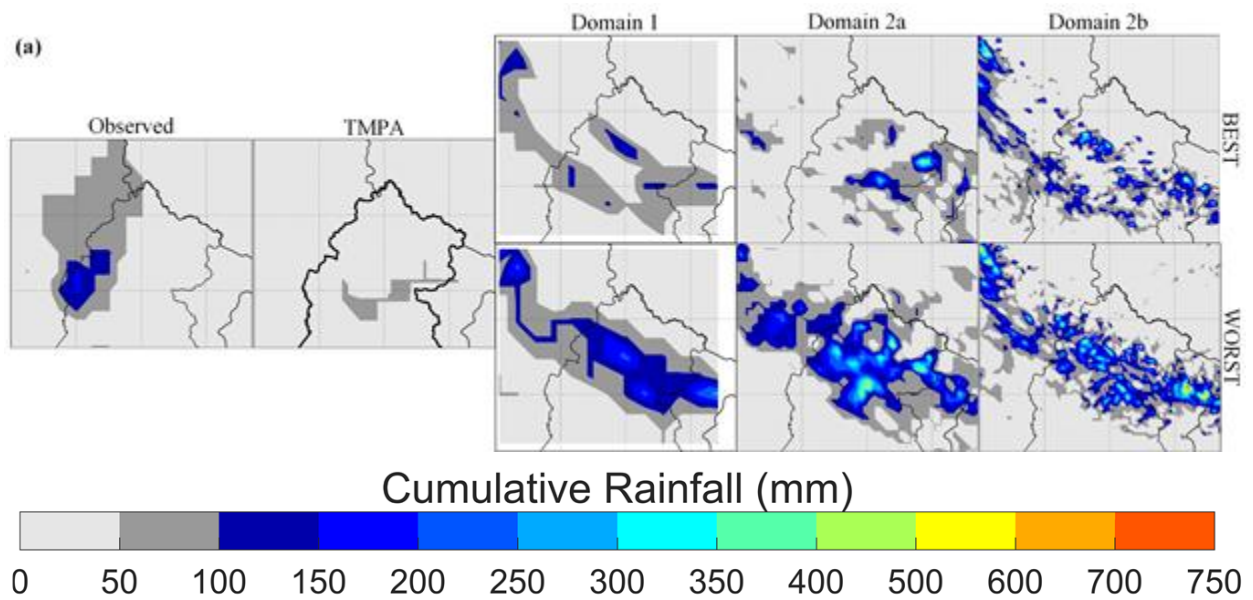 (a)
Domain 1 Domain 2a Domain 2b
Observed TMPA
BEST
WORST
Cumulative Rainfall (mm)
0 50 100 150 200 250 300 350 400 500 600 700 750